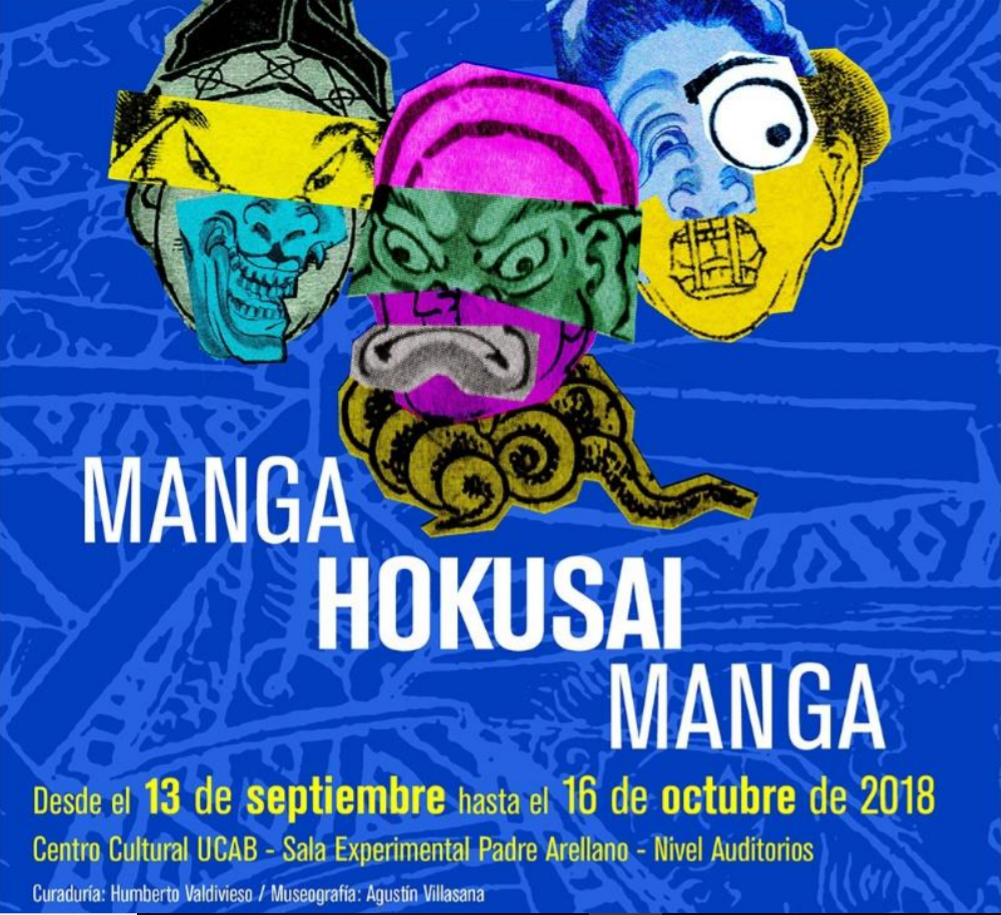 MANGA
HOKUSAI
MANGA
Desde el 13 de septiembre hasta el 16 de octubre de 2018
Centro Cultural UCAB - Sala Experimental Padre Arellano - Nivel Auditorios
Curaduría: Humberto Valdivieso / Museografía: Agustín Villasana